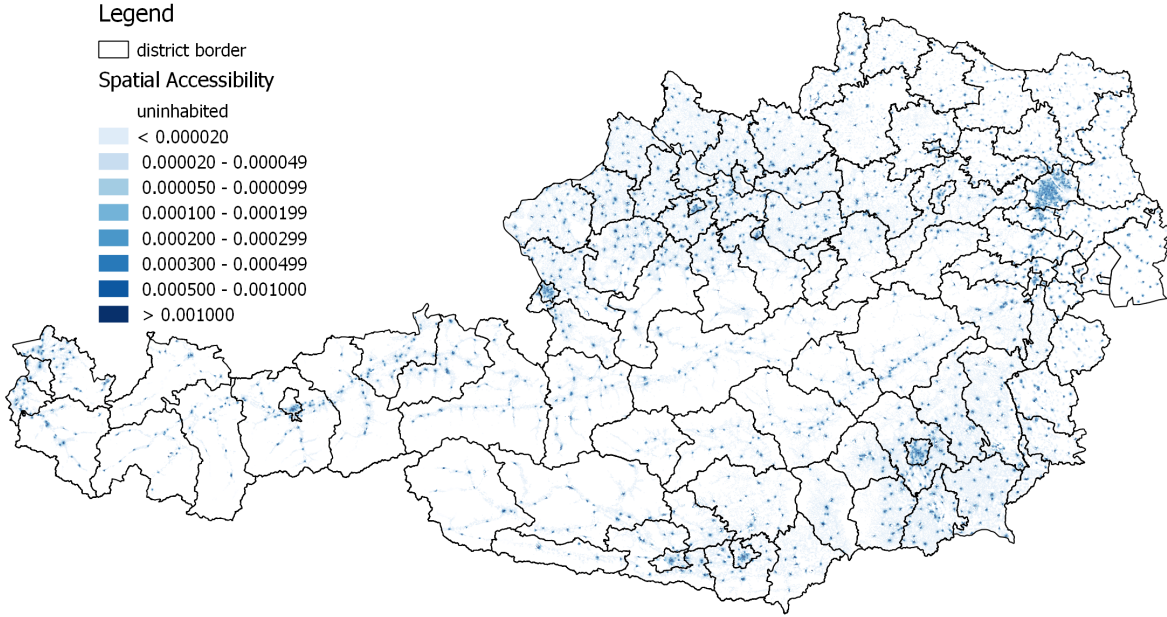 Legend
district border
Spatial Accessibility
uninhabited
< 0.000020
0.000020 - 0.000049
0.000050 - 0.000099
0.000100 - 0.000199
0.000200 - 0.000299
0.000300 - 0.000499
0.000500 - 0.001000
> 0.001000